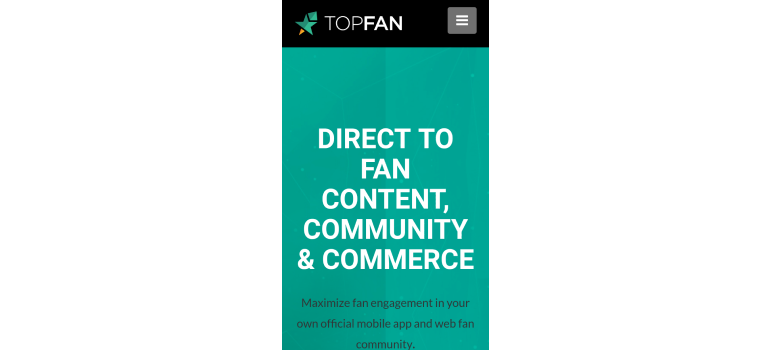 TOPFAN
DIRECT TO
FAN
CONTENT,
COMMUNITY
& COMMERCE
Maximize fan engagement in your
own official mobile app and web fan
community.